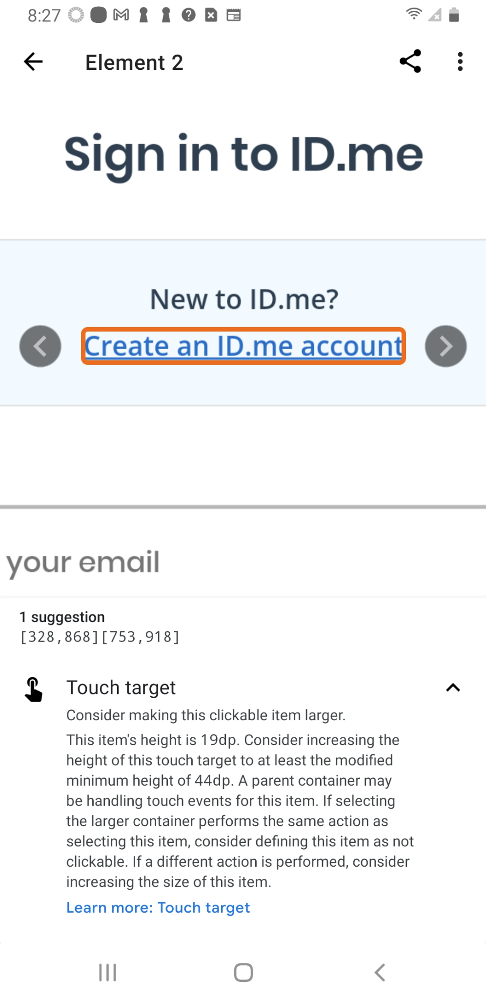 8:27
Element 2
Sign in to ID.me
New to ID.me?
Create an ID.me account
your email
1 suggestion
[328,868][753,918]
Touch target
Consider making this clickable item larger.
This item's height is 19dp. Consider increasing the
height of this touch target to at least the modified
minimum height of 44dp. A parent container may
be handling touch events for this item. If selecting
the larger container performs the same action as
selecting this item, consider defining this item as not
clickable. If a different action is performed, consider
increasing the size of this item.
Learn more: Touch target